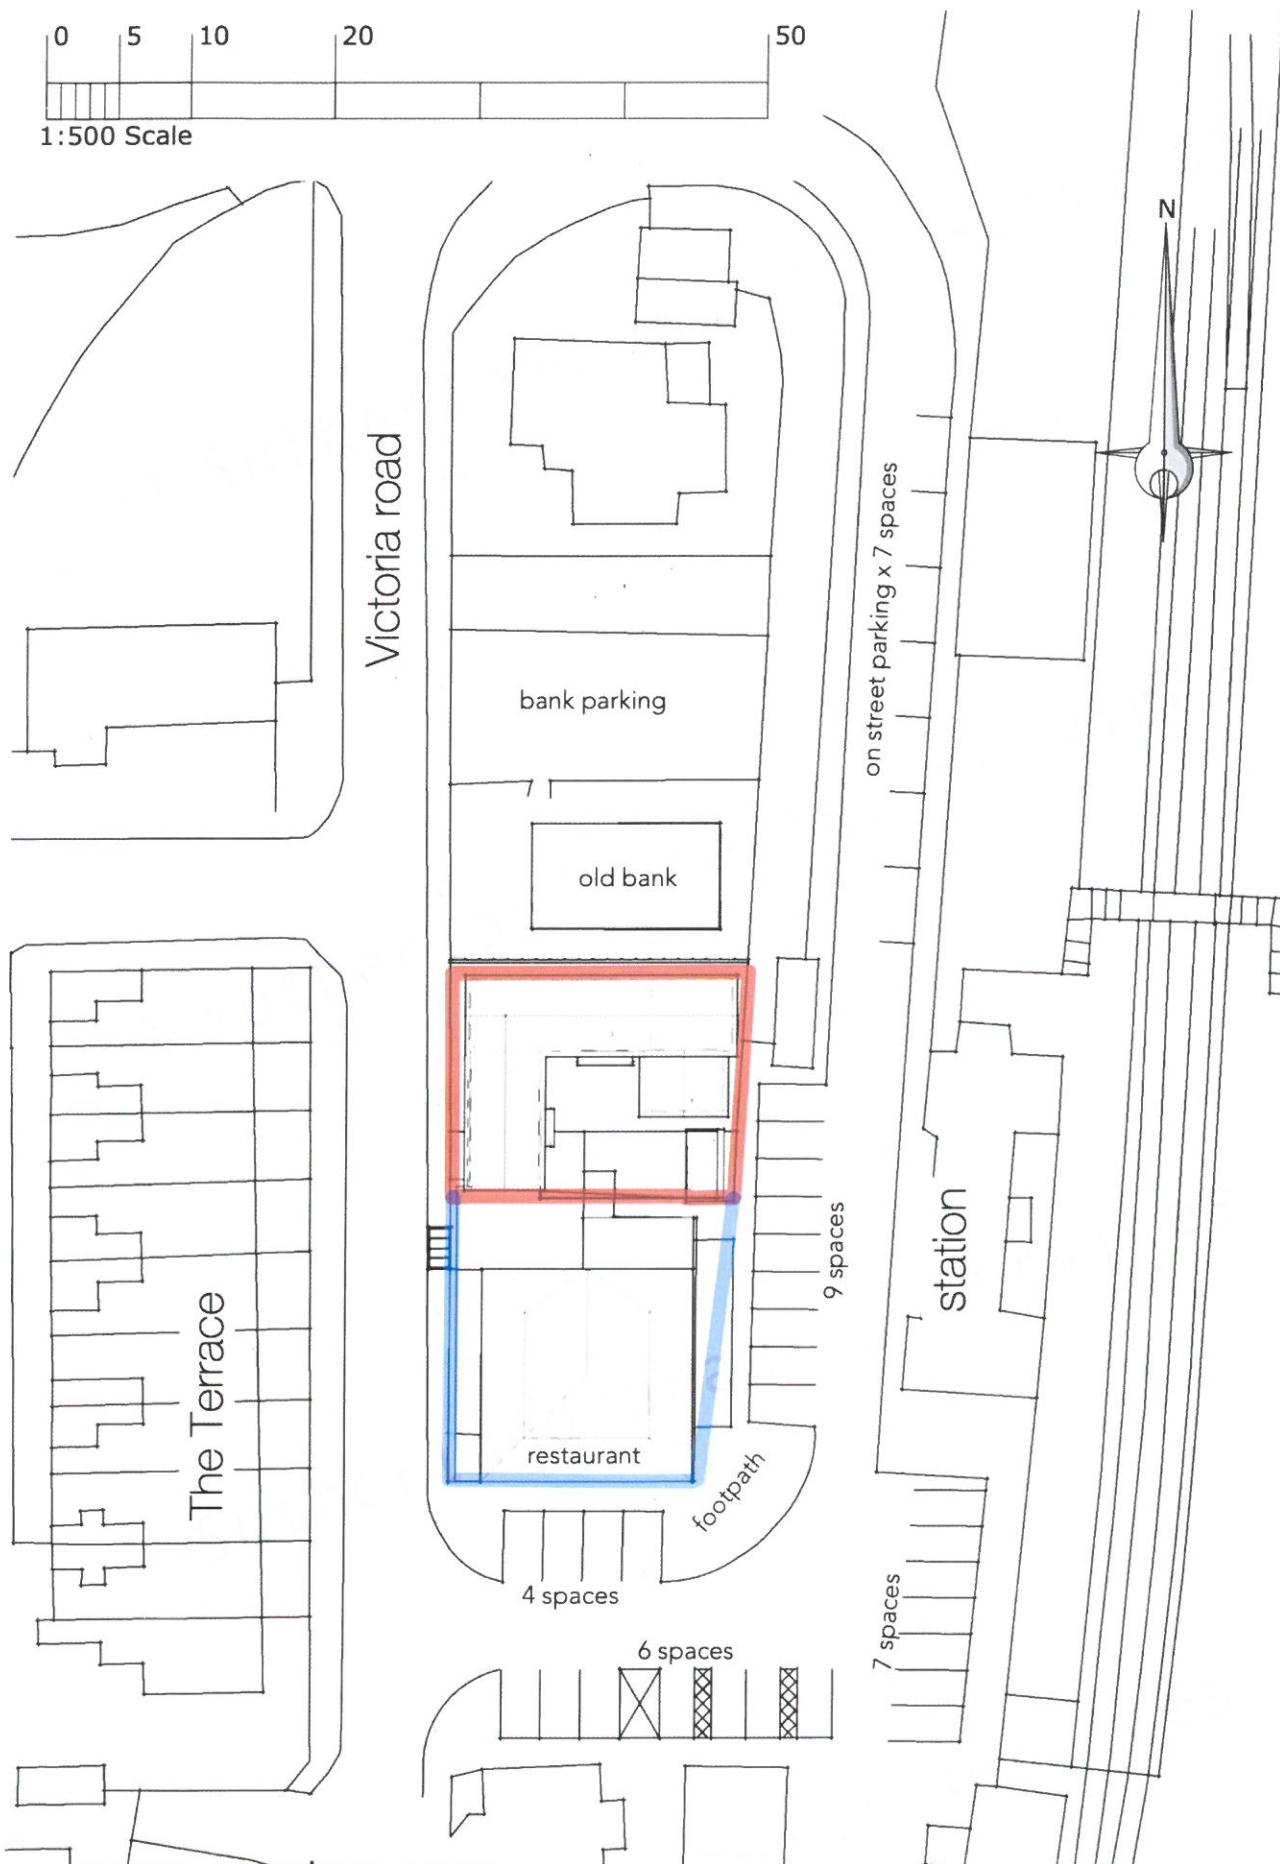 0 5 10 20 50
1:500 Scale
N
Victoria road
on street parking x 7 spaces
bank parking
old bank
9 spaces
station
The Terrace
restaurant
footpath
4 spaces
7 spaces
6 spaces